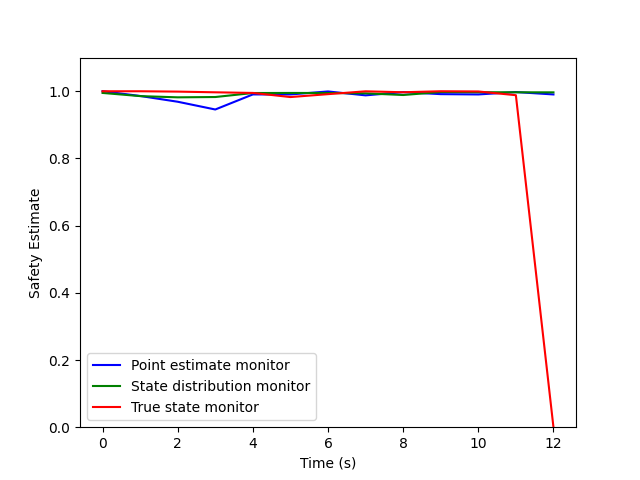 1.0
0.8
0.6
0.4
0.2
0.0
Safety Estimate
Point estimate monitor
State distribution monitor
True state monitor
0 2 4 6 8 10 12
Time (s)